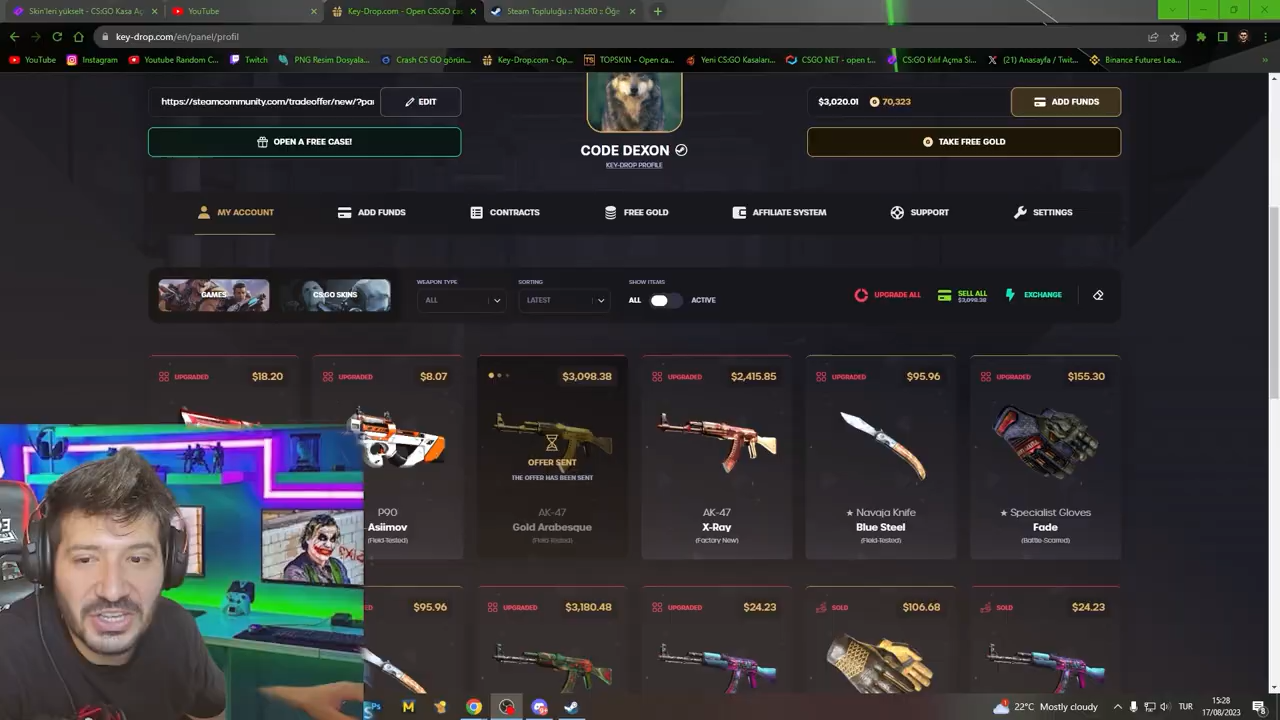 Skin'leri yükselt - CS:GO Kasa Aç
YouTube
Key-Drop.com - Open CS:GO cas
Steam Topluluğu :: N3cR0 :: Öğe
key-drop.com/en/panel/profil
YouTube
Instagram
Youtube Random C...
Twitch
PNG Resim Dosyala...
Crash CS GO görün...
Key-Drop.com - Op...
TOPSKIN - Open ca...
Yeni CS:GO Kasaları...
CSGO NET - open t...
CS:GO Kılıf Açma Si...
(21) Anasayfa / Twit...
Binance Futures Lea...
https://steamcommunity.com/tradeoffer/new/?par
EDIT
$3,020.01
70,323
ADD FUNDS
OPEN A FREE CASE!
TAKE FREE GOLD
CODE DEXON
KEY-DROP PROFILE
MY ACCOUNT
ADD FUNDS
CONTRACTS
FREE GOLD
AFFILIATE SYSTEM
SUPPORT
SETTINGS
GAMES
CS:GO SKINS
WEAPON TYPE
ALL
SORTING
LATEST
SHOW ITEMS
ALL
ACTIVE
UPGRADE ALL
SELL ALL
$3,098.38
EXCHANGE
UPGRADED
$18.20
UPGRADED
$8.07
P90
Asiimov
(Field-Tested)
$3,098.38
OFFER SENT
THE OFFER HAS BEEN SENT
AK-47
Gold Arabesque
(Field-Tested)
UPGRADED
$2,415.85
AK-47
X-Ray
(Factory New)
UPGRADED
$95.96
★ Navaja Knife
Blue Steel
(Field-Tested)
UPGRADED
$155.30
★ Specialist Gloves
Fade
(Battle-Scarred)
$95.96
UPGRADED
$3,180.48
UPGRADED
$24.23
SOLD
$106.68
SOLD
$24.23
22°C Mostly cloudy
TUR
15:28
17/08/2023